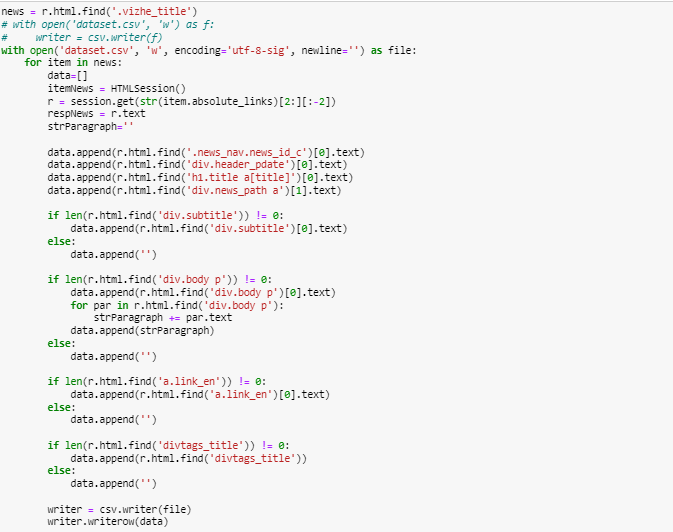 news = r.html.find('.vizhe_title')
# with open('dataset.csv', 'w') as f:
#     writer = csv.writer(f)
with open('dataset.csv', 'w', encoding='utf-8-sig', newline='') as file:
    for item in news:
        data=[]
        itemNews = HTMLSession()
        r = session.get(str(item.absolute_links)[2:][:-2])
        respNews = r.text
        strParagraph=''

        data.append(r.html.find('.news_nav.news_id_c')[0].text)
        data.append(r.html.find('div.header_pdate')[0].text)
        data.append(r.html.find('h1.title a[title]')[0].text)
        data.append(r.html.find('div.news_path a')[1].text)

        if len(r.html.find('div.subtitle')) != 0:
            data.append(r.html.find('div.subtitle')[0].text)
        else:
            data.append('')

        if len(r.html.find('div.body p')) != 0:
            data.append(r.html.find('div.body p')[0].text)
            for par in r.html.find('div.body p'):
                strParagraph += par.text
            data.append(strParagraph)
        else:
            data.append('')

        if len(r.html.find('a.link_en')) != 0:
            data.append(r.html.find('a.link_en')[0].text)
        else:
            data.append('')

        if len(r.html.find('divtags_title')) != 0:
            data.append(r.html.find('divtags_title'))
        else:
            data.append('')

        writer = csv.writer(file)
        writer.writerow(data)